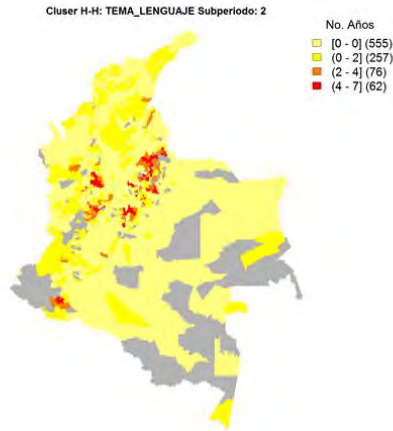 Cluser H-H: TEMA_LENGUAJE Subperiodo: 2
No. Años
[0 - 0] (555)
(0 - 2] (257)
(2 - 4] (76)
(4 - 7] (62)